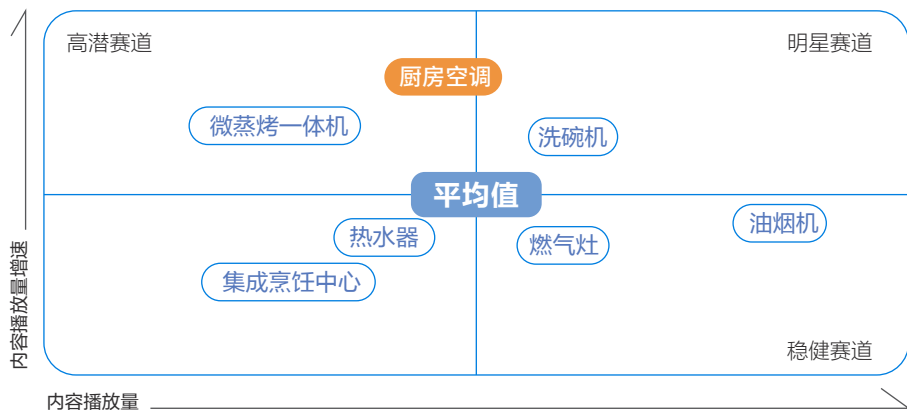 高潜赛道
明星赛道
厨房空调
微蒸烤一体机
洗碗机
平均值
热水器
燃气灶
油烟机
集成烹饪中心
稳健赛道
内容播放量增速
内容播放量